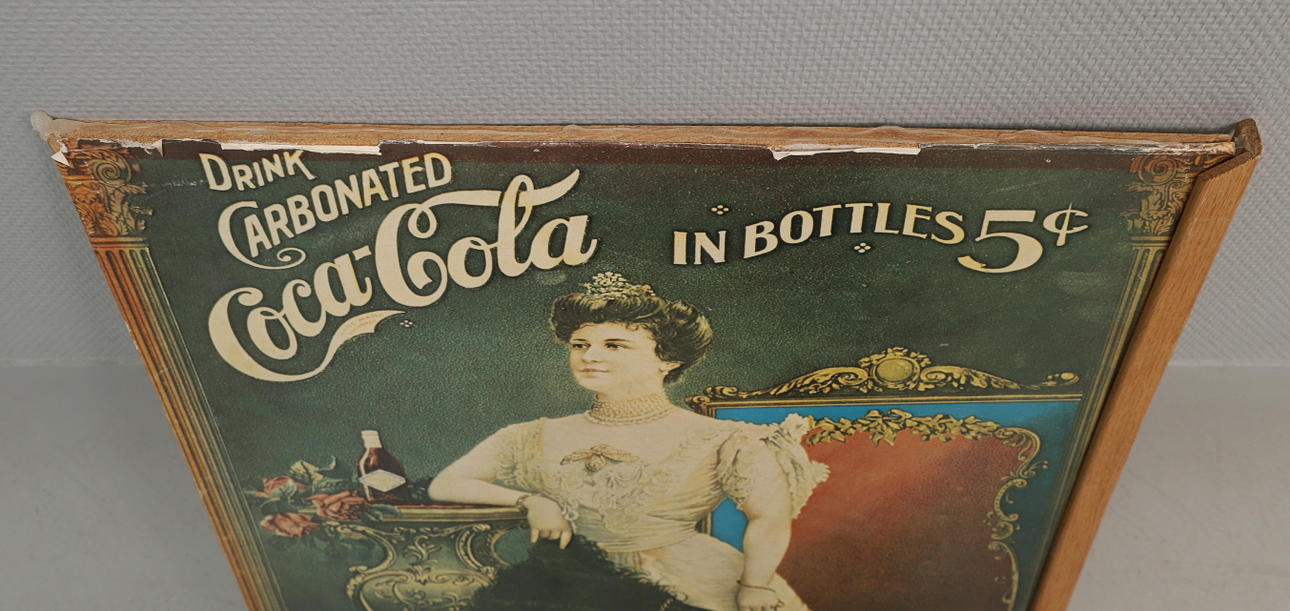 DRINK
CARBONATED
Coca-Cola
IN BOTTLES 5¢